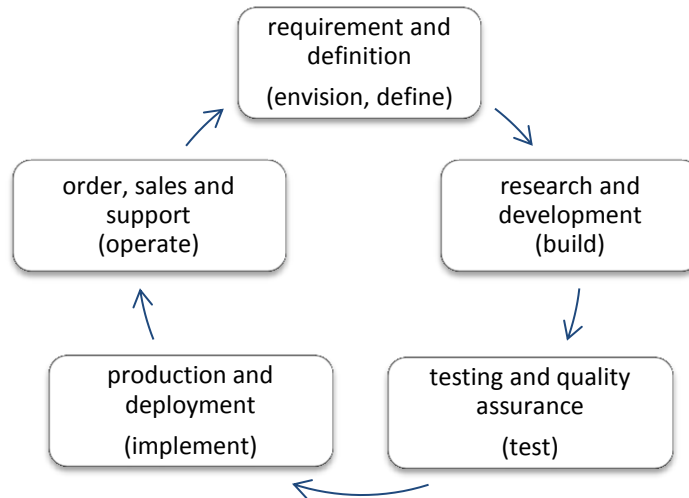 requirement and
definition
(envision, define)
order, sales and
support
(operate)
research and
development
(build)
production and
deployment
(implement)
testing and quality
assurance
(test)